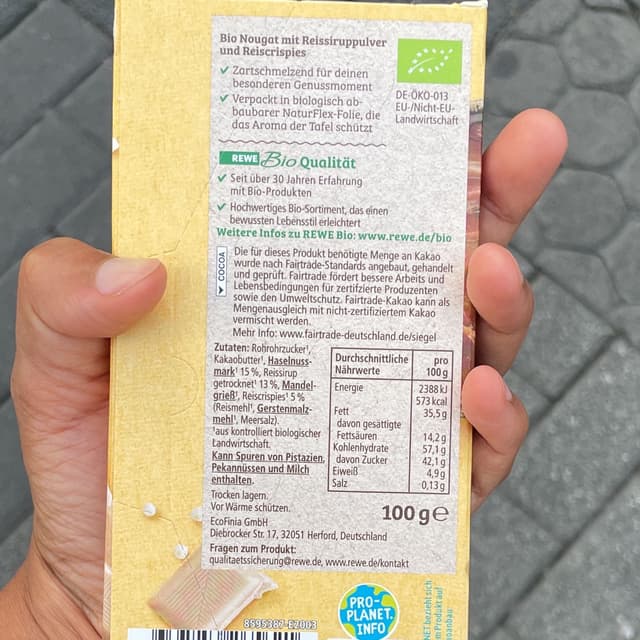 Bio Nougat mit Reissiruppulver
und Reiscrispies
✓ Zartschmelzend für deinen
besonderen Genussmoment
✓ Verpackt in biologisch ab-
baubarer NaturFlex-Folie, die
das Aroma der Tafel schützt
DE-ÖKO-013
EU-/Nicht-EU-
Landwirtschaft
REWE Bio Qualität
✓ Seit über 30 Jahren Erfahrung
mit Bio-Produkten
✓ Hochwertiges Bio-Sortiment, das einen
bewussten Lebensstil erleichtert
Weitere Infos zu REWE Bio: www.rewe.de/bio
COCOA
Die für dieses Produkt benötigte Menge an Kakao
wurde nach Fairtrade-Standards angebaut, gehandelt
und geprüft. Fairtrade fördert bessere Arbeits und
Lebensbedingungen für zertifzierte Produzenten
sowie den Umweltschutz. Fairtrade-Kakao kann als
Mengenausgleich mit nicht-zertifiziertem Kakao
vermischt werden.
Mehr Info: www.fairtrade-deutschland.de/siegel
Zutaten: Rohrohrzucker¹,
Kakaobutter¹, Haselnuss-
mark¹ 15 %, Reissirup
getrocknet¹ 13 %, Mandel-
grieß¹, Reiscrispies¹ 5 %
(Reismehl¹, Gerstenmalz-
mehl¹, Meersalz).
¹aus kontrolliert biologischer
Landwirtschaft.
Kann Spuren von Pistazien,
Pekannüssen und Milch
enthalten.
Trocken lagern.
Vor Wärme schützen.
Durchschnittliche Nährwerte pro 100 g
Energie 2388 kJ
573 kcal
Fett 35,5 g
davon gesättigte
Fettsäuren 14,2 g
Kohlenhydrate 57,1 g
davon Zucker 42,1 g
Eiweiß 4,9 g
Salz 0,13 g
100 g e
EcoFinia GmbH
Diebrocker Str. 17, 32051 Herford, Deutschland
Fragen zum Produkt:
qualitaetssicherung@rewe.de, www.rewe.de/kontakt
8595387-E2003
PRO-
PLANET.
INFO
NET bezieht sich
m Produkt auf
anbau